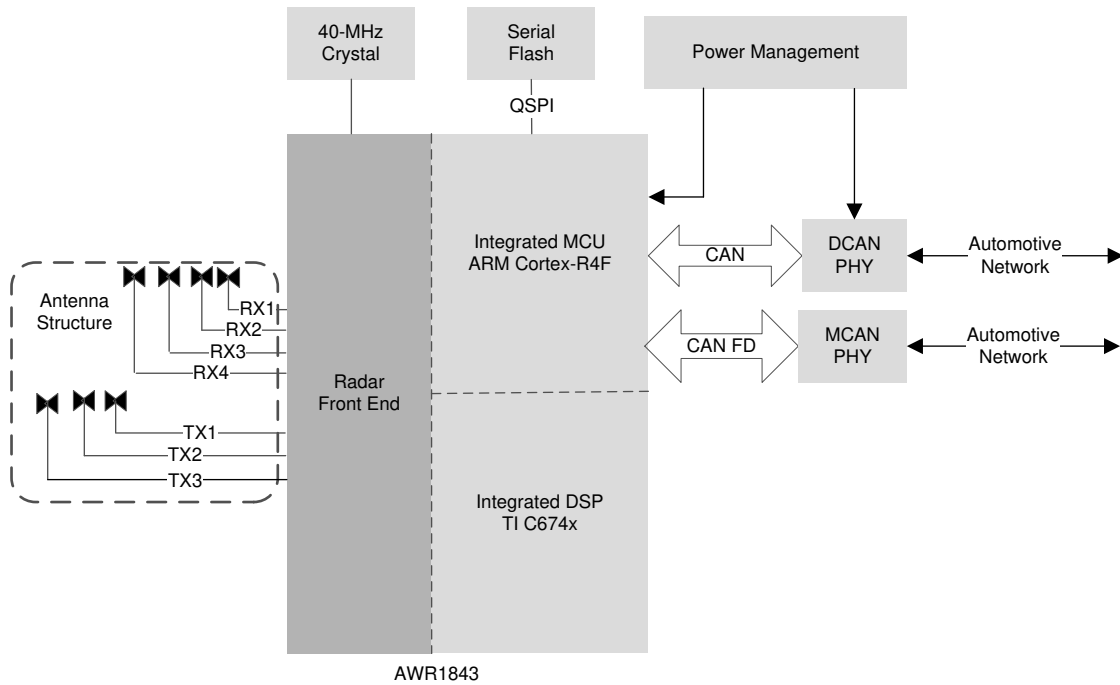 40-MHz
Crystal
Serial
Flash
Power Management
QSPI
Integrated MCU
ARM Cortex-R4F
CAN
DCAN
PHY
Automotive
Network
Antenna
Structure
RX1
RX2
RX3
RX4
CAN FD
MCAN
PHY
Automotive
Network
Radar
Front End
TX1
TX2
TX3
Integrated DSP
TI C674x
AWR1843